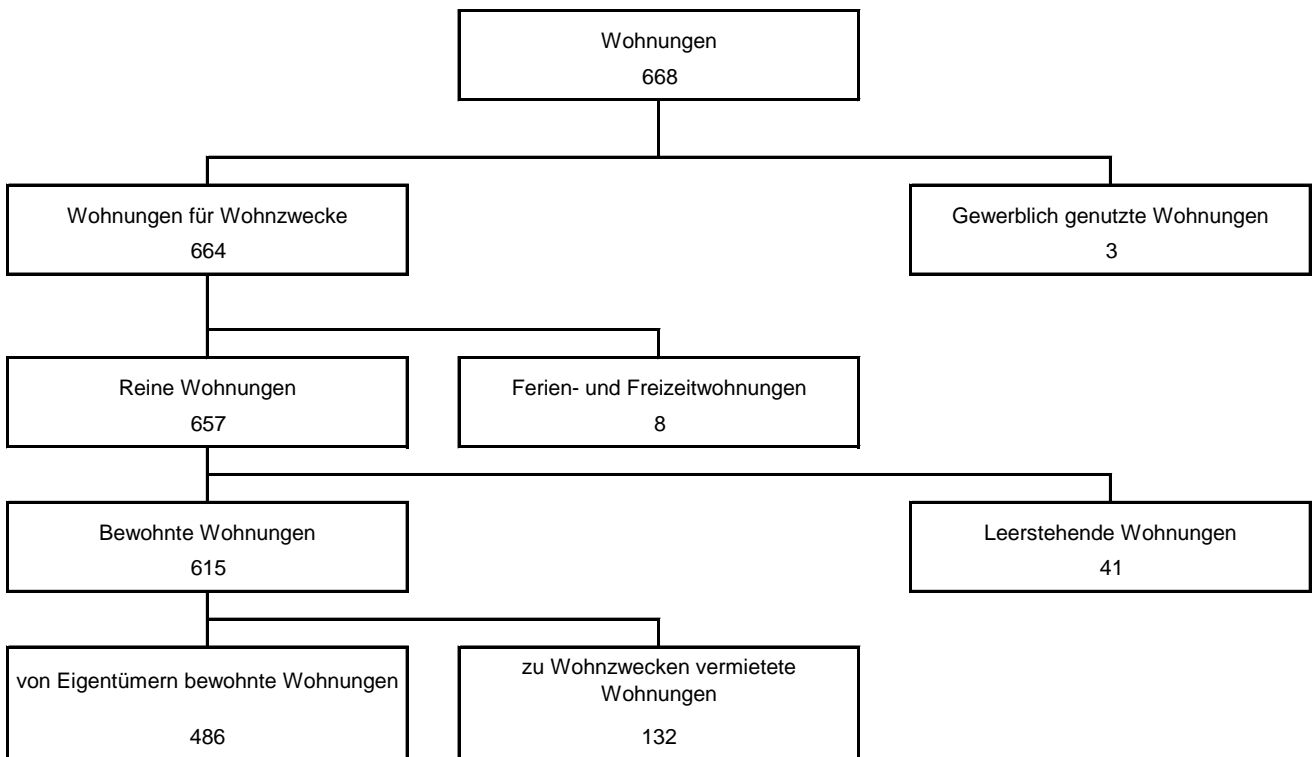 Wohnungen
668
Wohnungen für Wohnzwecke
664
Gewerblich genutzte Wohnungen
3
Reine Wohnungen
657
Ferien- und Freizeitwohnungen
8
Bewohnte Wohnungen
615
Leerstehende Wohnungen
41
von Eigentümern bewohnte Wohnungen
486
zu Wohnzwecken vermietete
Wohnungen
132